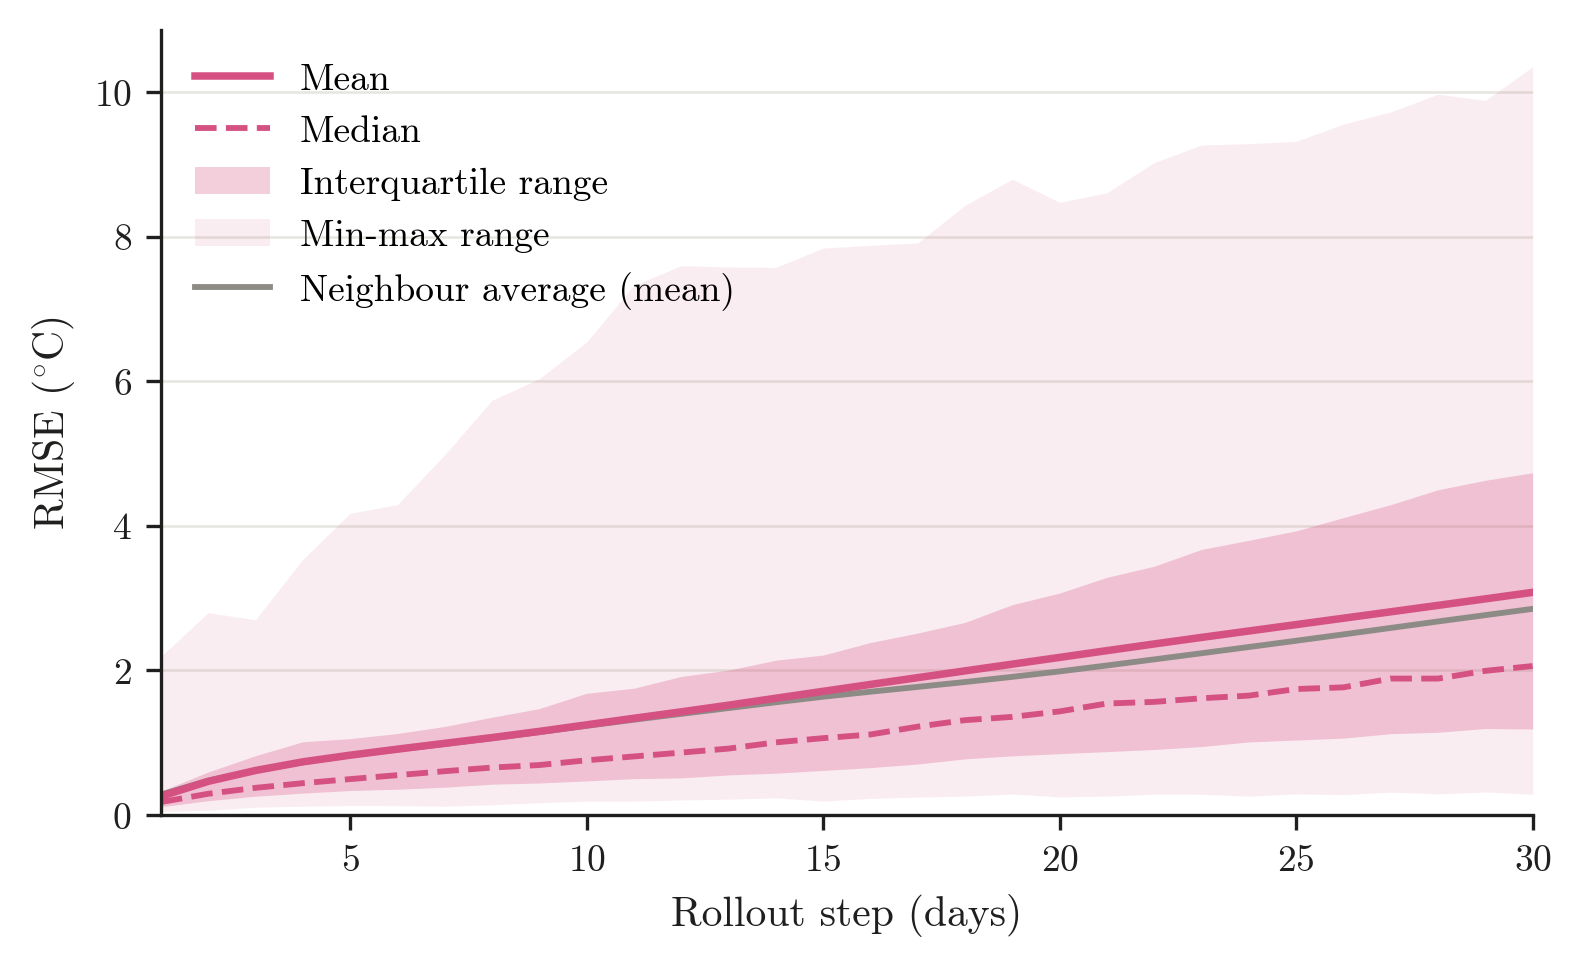 10
8
6
4
2
0
RMSE (°C)
Mean
Median
Interquartile range
Min-max range
Neighbour average (mean)
5 10 15 20 25 30
Rollout step (days)